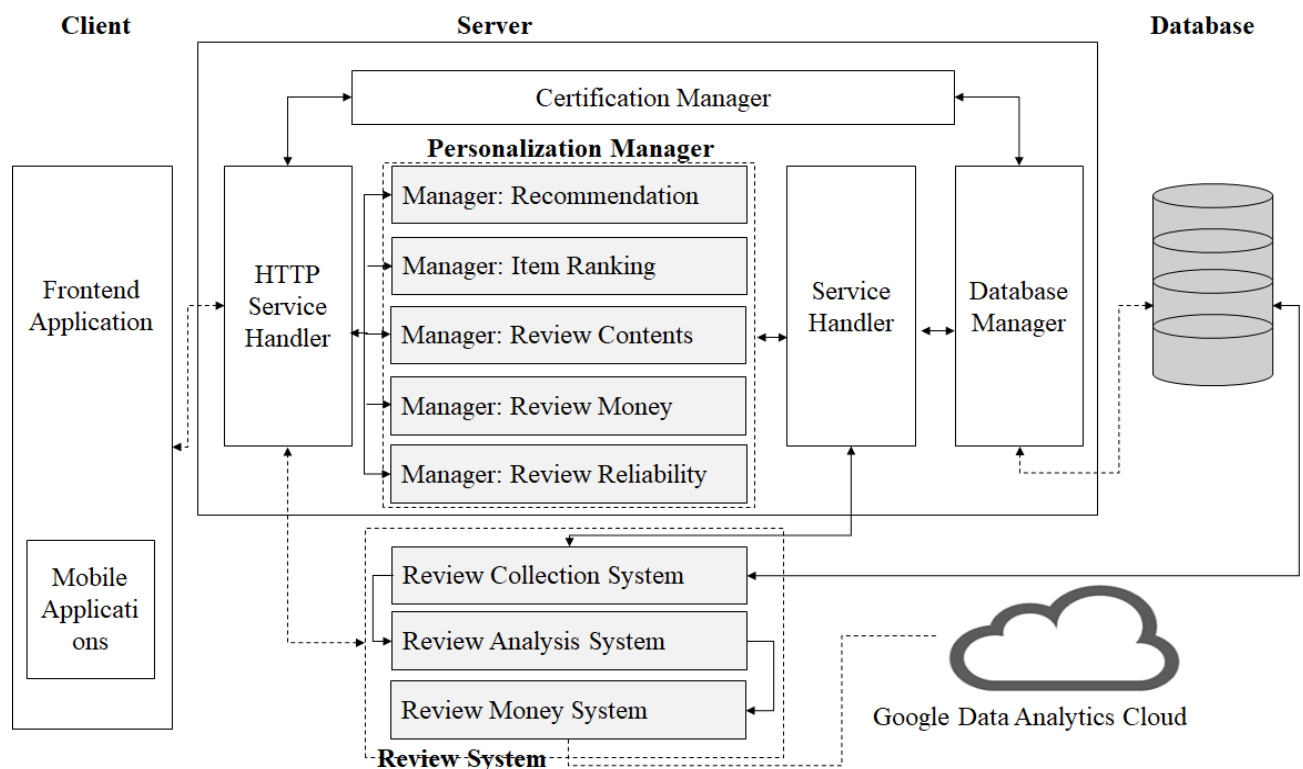 Client
Server
Database
Certification Manager
Personalization Manager
Manager: Recommendation
Manager: Item Ranking
Manager: Review Contents
Manager: Review Money
Manager: Review Reliability
HTTP
Service
Handler
Service
Handler
Database
Manager
Frontend
Application
Mobile
Applicati
ons
Review Collection System
Review Analysis System
Review Money System
Review System
Google Data Analytics Cloud